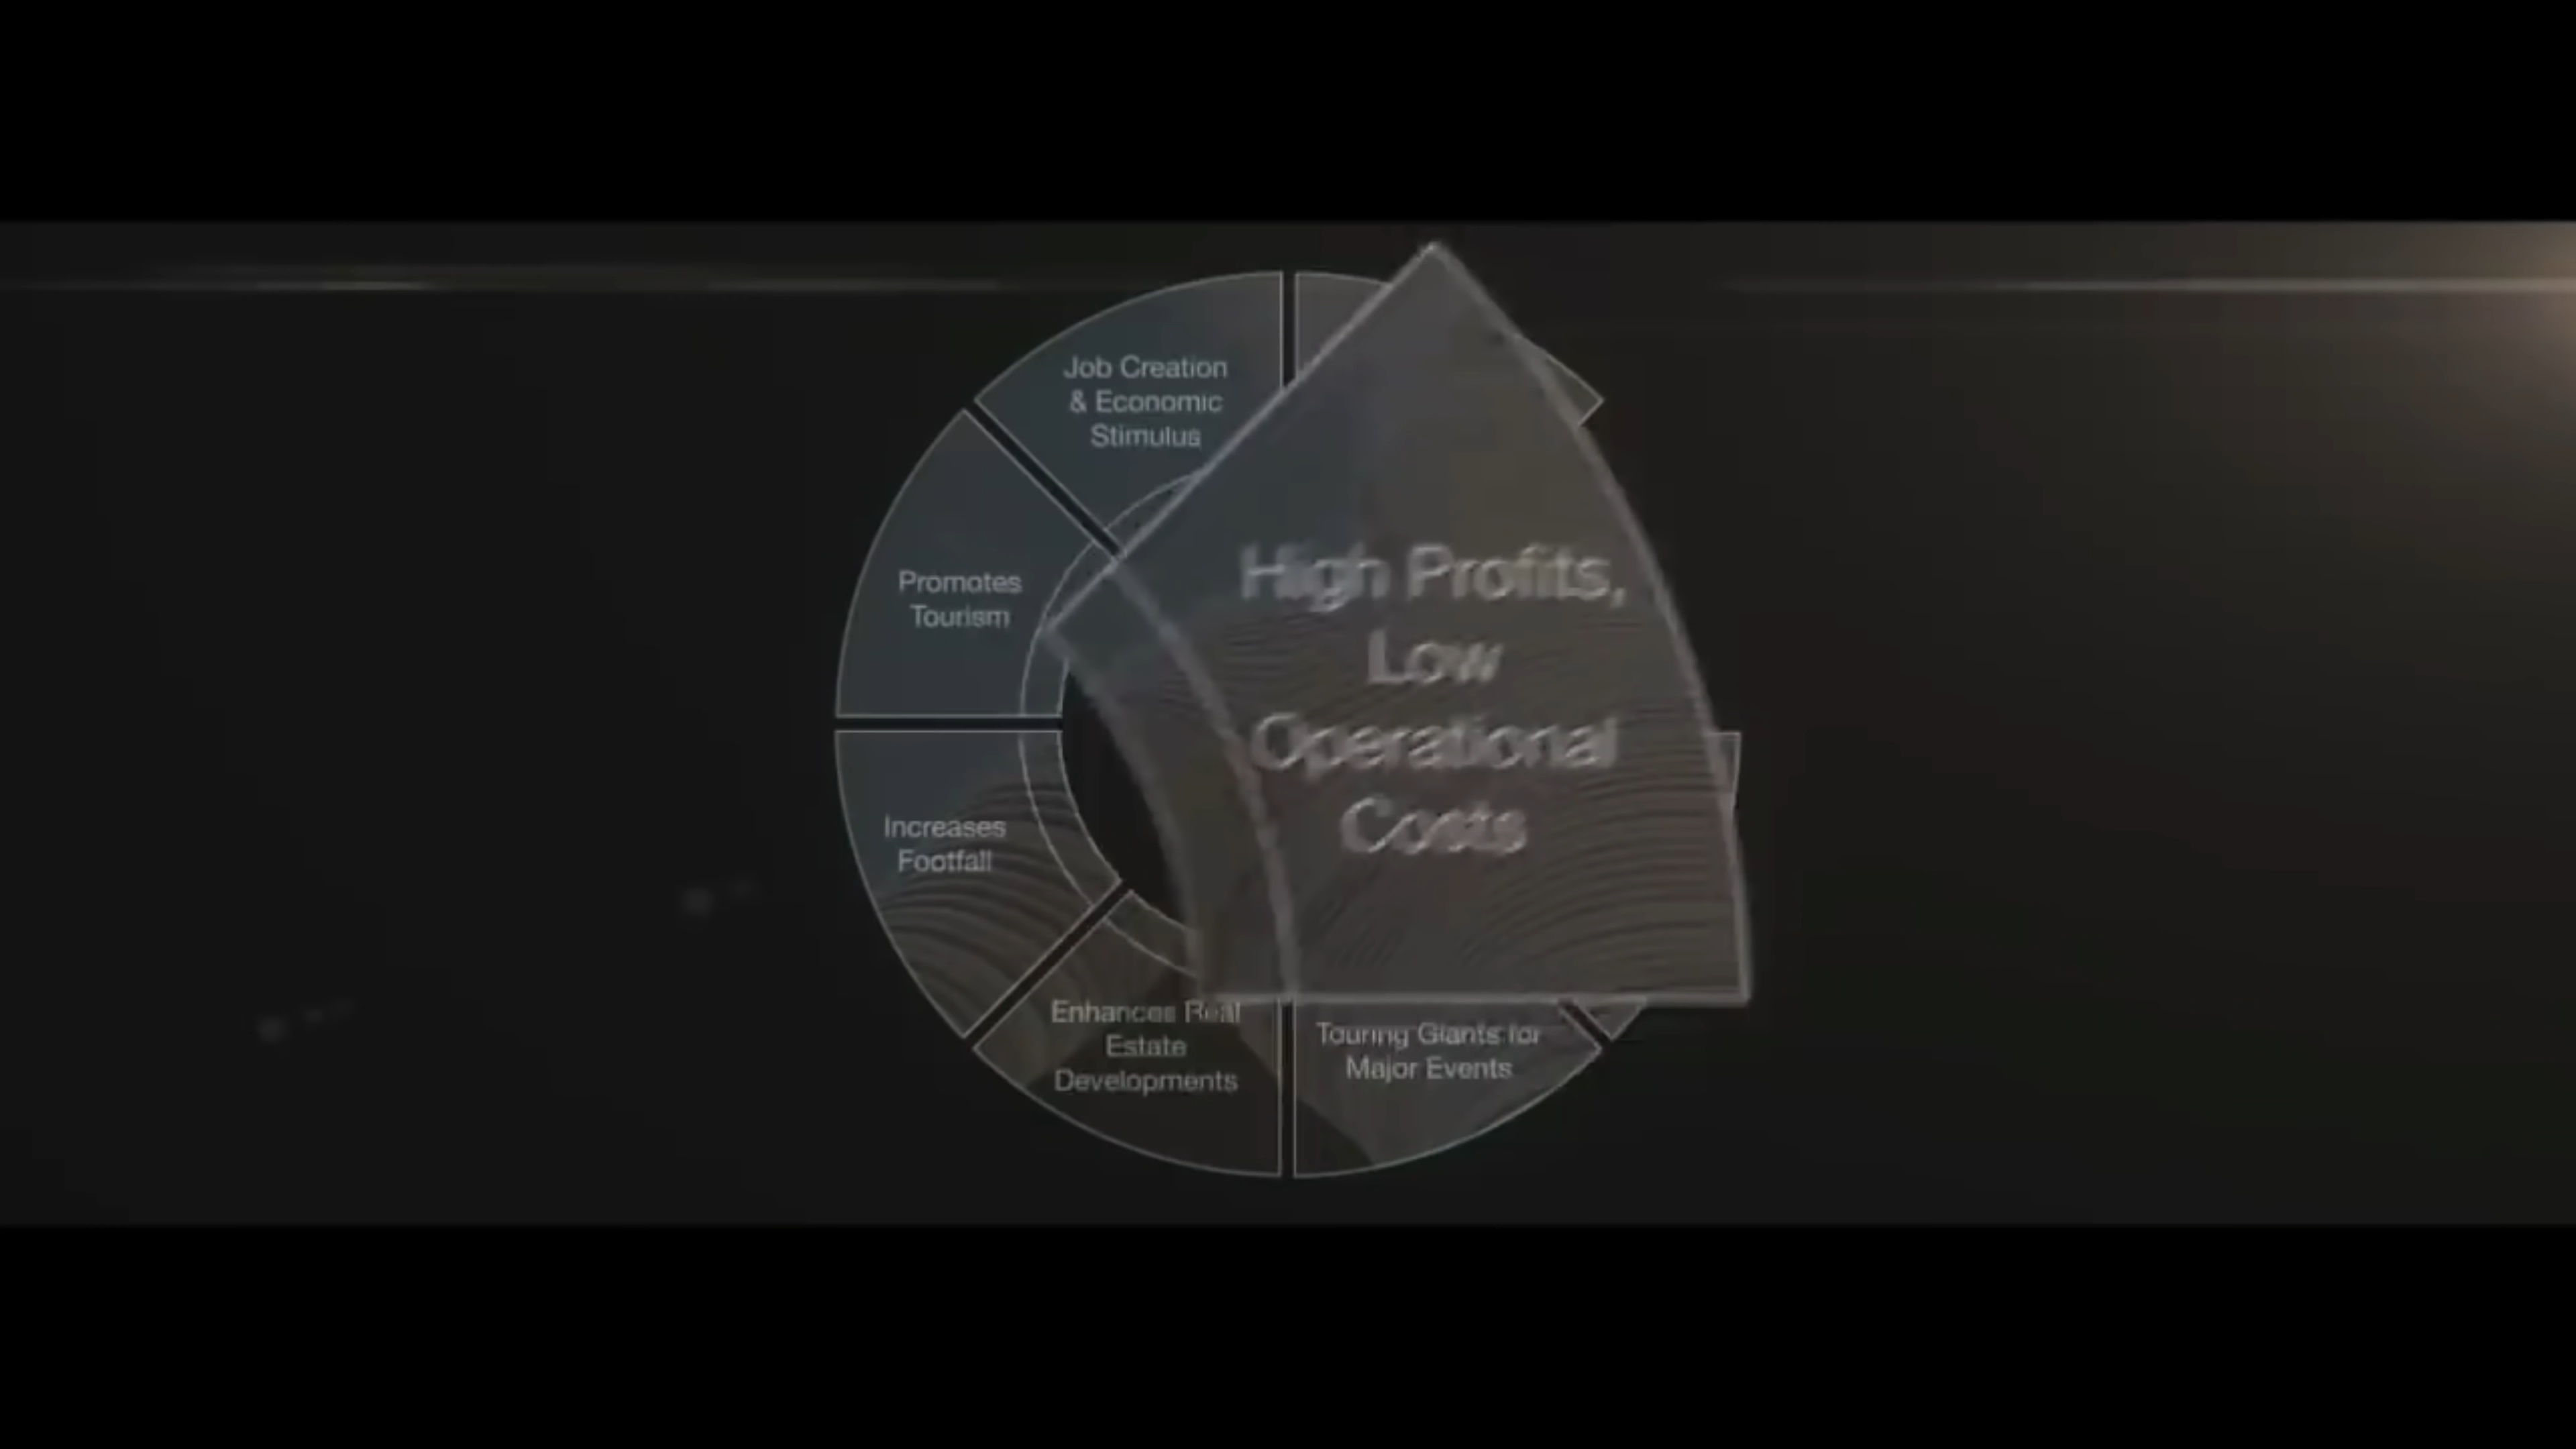 Job Creation
& Economic
Stimulus
Promotes
Tourism
Increases
Footfall
Enhances Real
Estate
Developments
Touring Giants for
Major Events
High Profits,
Low
Operational
Costs